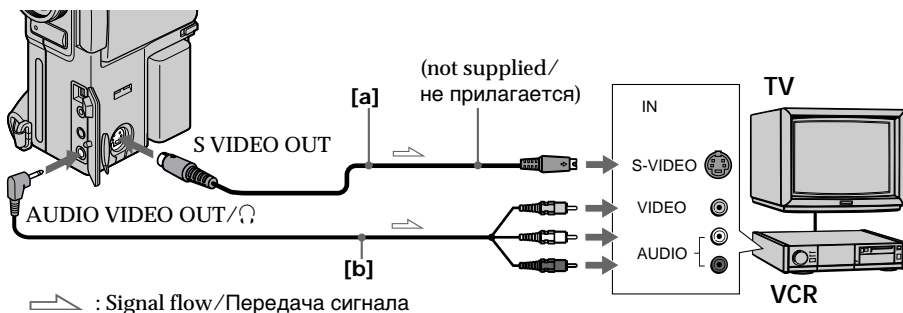 (not supplied/
не прилагается)
[a]
S VIDEO OUT
AUDIO VIDEO OUT/
[b]
IN
S-VIDEO
VIDEO
AUDIO
TV
VCR
: Signal flow/Передача сигнала